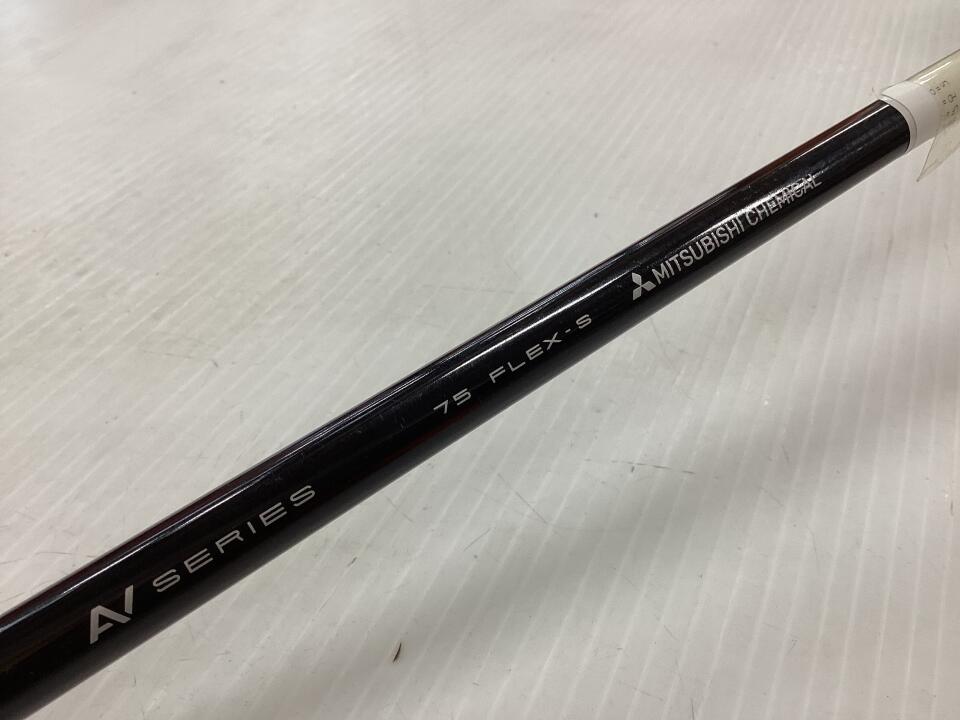 AV SERIES
75 FLEX-S
MITSUBISHI CHEMICAL